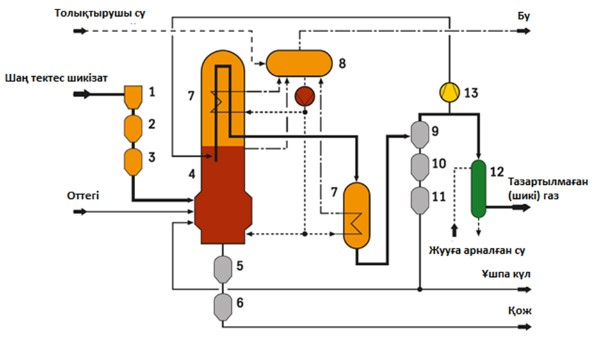 Толықтырушы су
Бу
8
Шаң тектес шикізат
1
7
13
2
9
3
4
10
12
Тазартылмаған
(шикі) газ
Оттегі
7
11
Жууға арналған су
5
Ұшпа күл
6
Қож